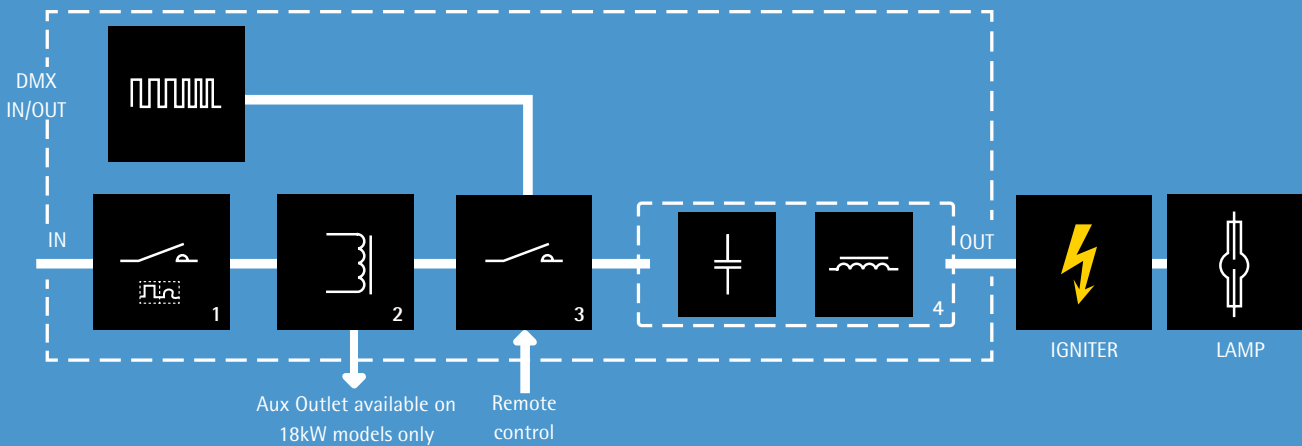 DMX
IN/OUT
IN
1
2
3
4
OUT
IGNITER
LAMP
Aux Outlet available on
18kW models only
Remote
control